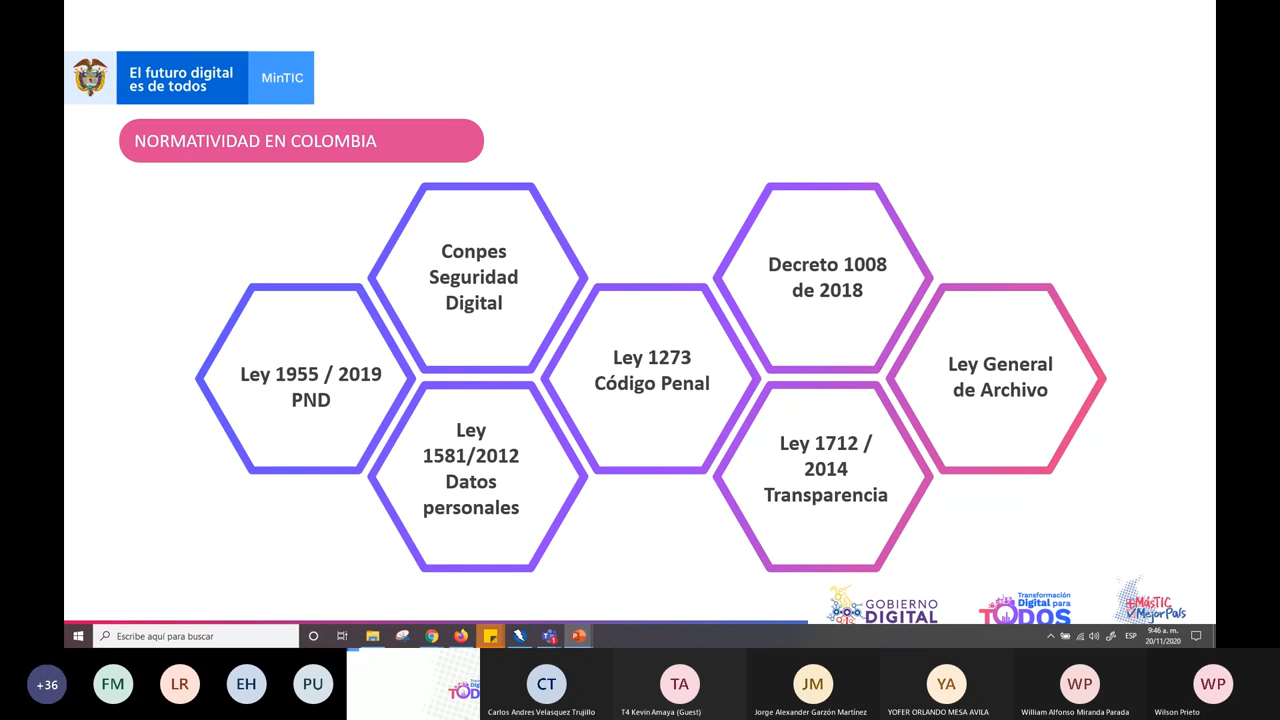 El futuro digital
es de todos
MinTIC
NORMATIVIDAD EN COLOMBIA
Conpes
Seguridad
Digital
Decreto 1008
de 2018
Ley 1955 / 2019
PND
Ley 1273
Código Penal
Ley General
de Archivo
Ley
1581/2012
Datos
personales
Ley 1712 /
2014
Transparencia
GOBIERNO
DIGITAL
Transformación
Digital para
TODOS
+MásTIC
MejorPaís
Escribe aquí para buscar
ESP
9:46 a. m.
20/11/2020
+36
FM
LR
EH
PU
CT
TA
JM
YA
WP
WP
Carlos Andres Velasquez Trujillo
T4 Kevin Amaya (Guest)
Jorge Alexander Garzón Martínez
YOFER ORLANDO MESA AVILA
William Alfonso Miranda Parada
Wilson Prieto